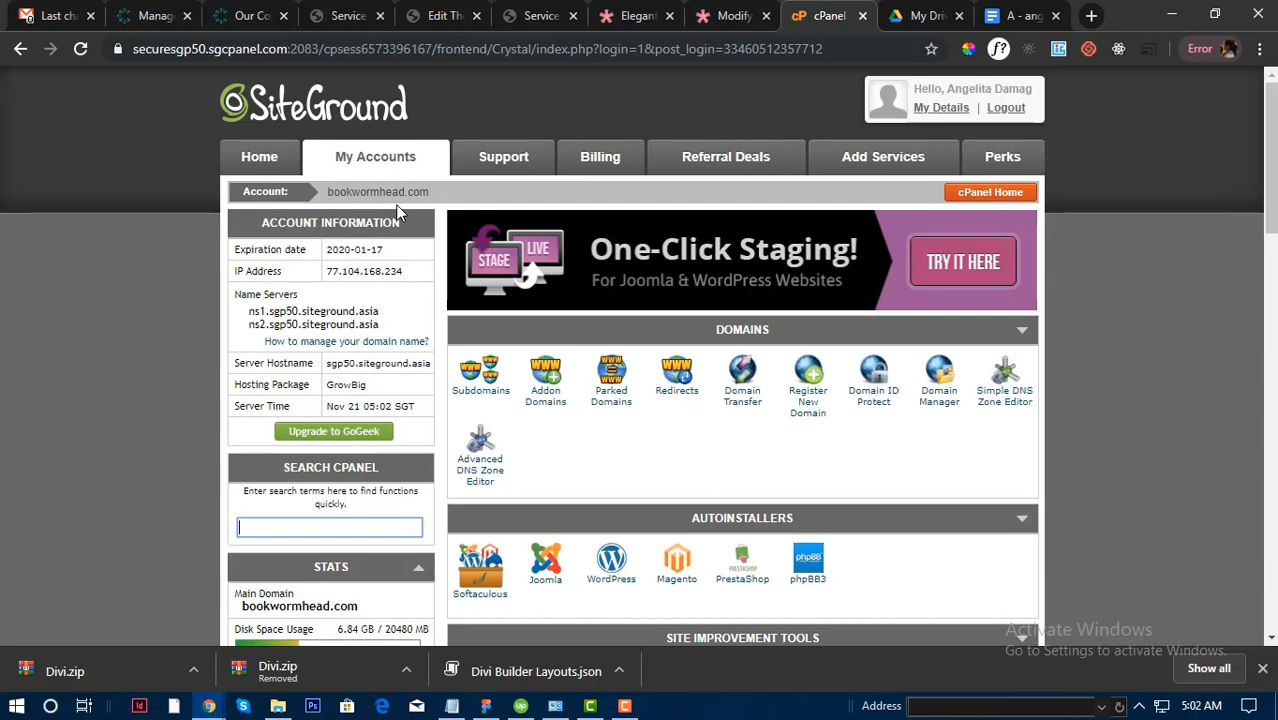 Last ch
Manage
Our Co
Service
Edit The
Service
Elegant
Modify
cPanel
My Driv
A - ang
securesgp50.sgcpanel.com:2083/cpsess6573396167/frontend/Crystal/index.php?login=1&post_login=33460512357712
Error
SiteGround
Hello, Angelita Damag
My Details | Logout
Home
My Accounts
Support
Billing
Referral Deals
Add Services
Perks
Account:
bookwormhead.com
cPanel Home
ACCOUNT INFORMATION
Expiration date 2020-01-17
IP Address 77.104.168.234
Name Servers
ns1.sgp50.siteground.asia
ns2.sgp50.siteground.asia
How to manage your domain name?
Server Hostname sgp50.siteground.asia
Hosting Package GrowBig
Server Time Nov 21 05:02 SGT
Upgrade to GoGeek
SEARCH CPANEL
Enter search terms here to find functions
quickly.
STATS
Main Domain
bookwormhead.com
Disk Space Usage 6.84 GB / 20480 MB
STAGE
LIVE
One-Click Staging!
For Joomla & WordPress Websites
TRY IT HERE
DOMAINS
Subdomains
Addon
Domains
Parked
Domains
Redirects
Domain
Transfer
Register
New
Domain
Domain ID
Protect
Domain
Manager
Simple DNS
Zone Editor
Advanced
DNS Zone
Editor
AUTOINSTALLERS
Softaculous
Joomla
WordPress
Magento
PrestaShop
phpBB3
SITE IMPROVEMENT TOOLS
Activate Windows
Go to Settings to activate Windows.
Divi.zip
Divi.zip
Removed
Divi Builder Layouts.json
Show all
Address
5:02 AM